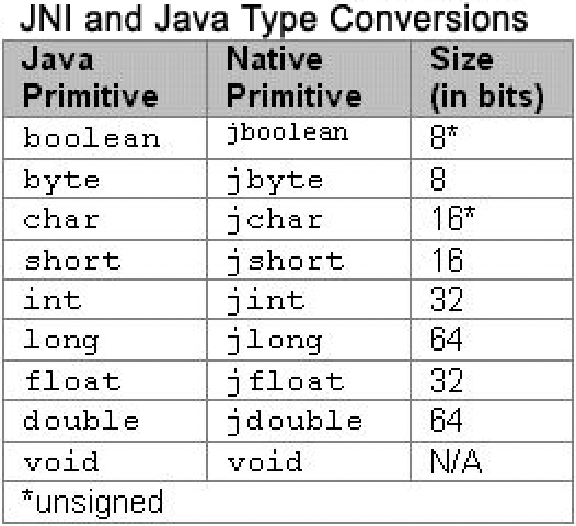 JNI and Java Type Conversions
Java Primitive Native Primitive Size (in bits)
boolean jboolean 8*
byte jbyte 8
char jchar 16*
short jshort 16
int jint 32
long jlong 64
float jfloat 32
double jdouble 64
void void N/A
*unsigned